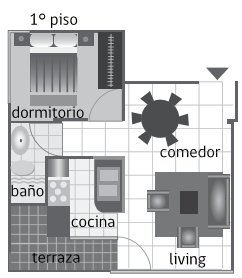 1° piso
dormitorio
comedor
baño
cocina
terraza
living